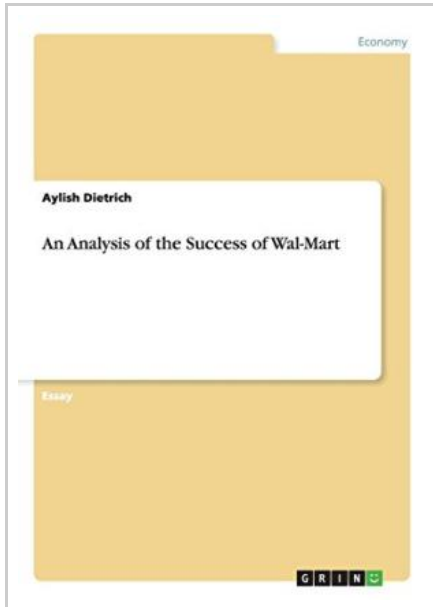 Economy
Aylish Dietrich
An Analysis of the Success of Wal-Mart
Essay
GRIN